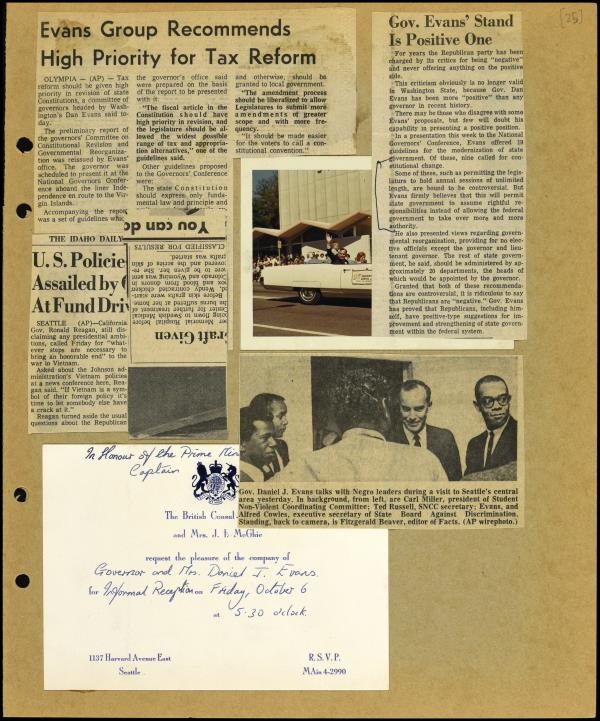 [25]
Evans Group Recommends
High Priority for Tax Reform
OLYMPIA — (AP) — Tax
reform should be given high
priority in revision of state
Constitutions, a committee of
governors headed by Wash-
ington's Dan Evans said to-
day.
The preliminary report of
the governors' Committee on
Constitutional Revision and
Governmental Reorganiza-
tion was reissued by Evans'
office. The governor was
scheduled to present it at the
National Governors Confer-
ence aboard the liner Inde-
pendence en route to the Vir-
gin Islands.
Accompanying the report
was a set of guidelines which
the governor's office said
were prepared on the basis
of the report to be presented
with it.
"The fiscal article in the
Constitution should have
high priority in revision, and
the legislature should be al-
lowed the widest possible
range of tax and appropria-
tion alternatives," one of the
guidelines said.
Other guidelines proposed
to the Governors' Conference
were:
The state Constitution
should express only funda-
mental law and principle and
and otherwise, should be
granted to local government.
"The amendment process
should be liberalized to allow
Legislatures to submit more
amendments of greater
scope and with more fre-
quency.
"It should be made easier
for the voters to call a con-
stitutional convention."
Gov. Evans' Stand
Is Positive One
For years the Republican party has been
charged by its critics for being "negative"
and never offering anything on the positive
side.
This criticism obviously is no longer valid
in Washington State, because Gov. Dan
Evans has been more "positive" than any
governor in recent history.
There may be those who disagree with some
of Evans' proposals, but few will doubt his
capability in presenting a positive position.
In a presentation this week to the National
Governors' Conference, Evans offered 19
guidelines for the modernization of state
government. Of these, nine called for con-
stitutional change.
Some of these, such as permitting the legis-
lature to hold annual sessions of unlimited
length, are bound to be controversial. But
Evans firmly believes that this will permit
state government to assume rightful re-
sponsibilities instead of allowing the federal
government to take over more and more
authority.
He also presented views regarding govern-
mental reorganization, providing for no elec-
tive officials except the governor and lieu-
tenant governor. The rest of state govern-
ment, he said, should be administered by ap-
proximately 20 departments, the heads of
which would be appointed by the governor.
Granted that both of these recommenda-
tions are controversial, it is ridiculous to say
that Republicans are "negative." Gov. Evans
has proved that Republicans, including him-
self, have positive-type suggestions for im-
provement and strengthening of state govern-
ment within the federal system.
You can do
CLASSIFIED FOR RESULTS
THE IDAHO DAILY
U.S. Policie
Assailed by
At Fund Dri
SEATTLE (AP)—California
Gov. Ronald Reagan, still dis-
claiming any presidential ambi-
tions, called Friday for "what-
ever steps are necessary to
bring an honorable end" to the
war in Vietnam.
Asked about the Johnson ad-
ministration's Vietnam policies
at a news conference here, Rea-
gan said, "If Vietnam is a sym-
bol of their foreign policy it's
time to let somebody else have
a crack at it."
Reagan turned aside the usual
questions about the Republican
raft Given
Gov. Daniel J. Evans talks with Negro leaders during a visit to Seattle's central
area yesterday. In background, from left, are Carl Miller, president of Student
Non-Violent Coordinating Committee; Ted Russell, SNCC secretary; Evans, and
Alfred Cowles, executive secretary of State Board Against Discrimination.
Standing, back to camera, is Fitzgerald Beaver, editor of Facts. (AP wirephoto.)
In Honour of the Prime Min
Captain
The British Consul
and Mrs. J. F. McGhie
request the pleasure of the company of
Governor and Mrs. Daniel J. Evans
for Informal Reception on Friday, October 6
at 5.30 o'clock.
1137 Harvard Avenue East
Seattle
R.S.V.P.
MAin 4-2990